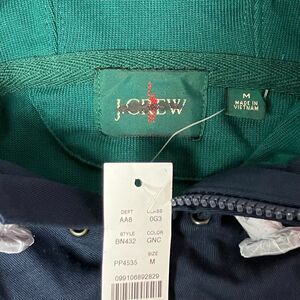 J.CREW
M
MADE IN
VIETNAM
DEPT CLASS
AA8 0G3
STYLE COLOR
BN432 GNC
SIZE
PP4535 M
099106892829